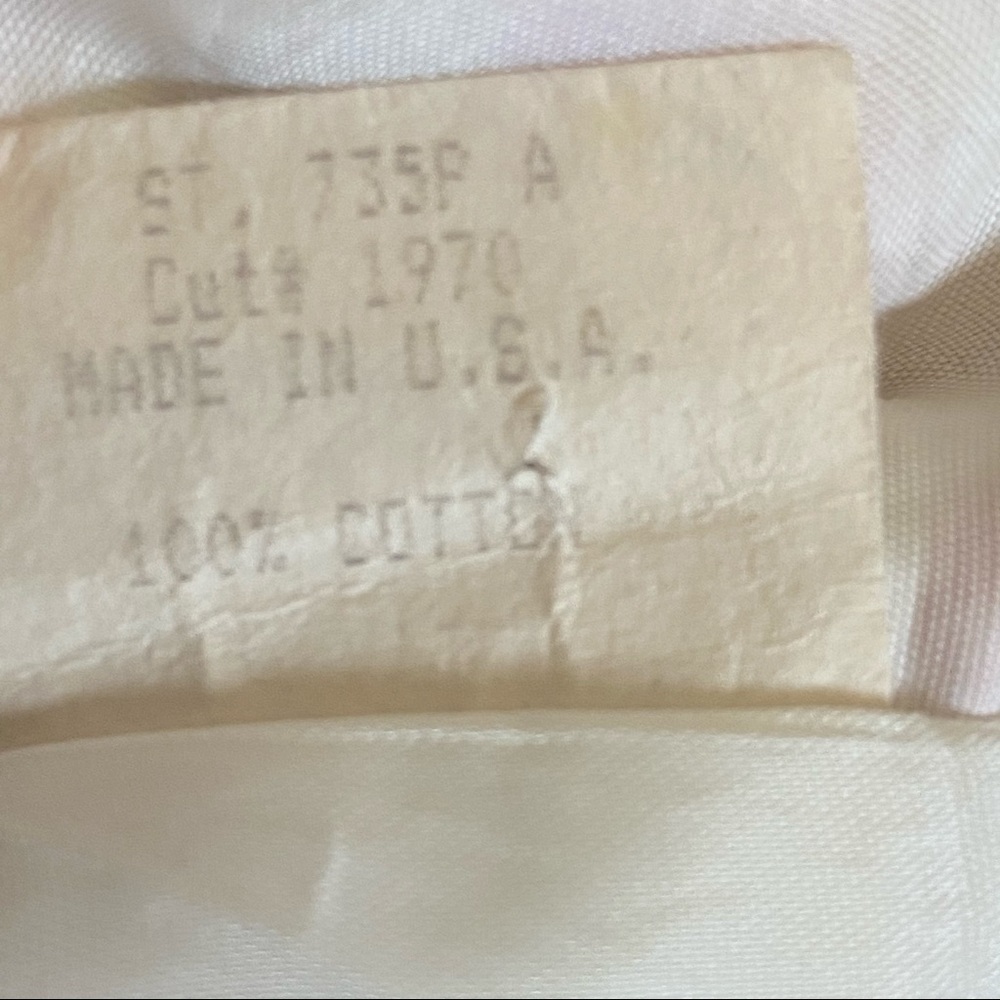 ST. 735P A
Cut# 1970
MADE IN U.S.A.
100% COTTON